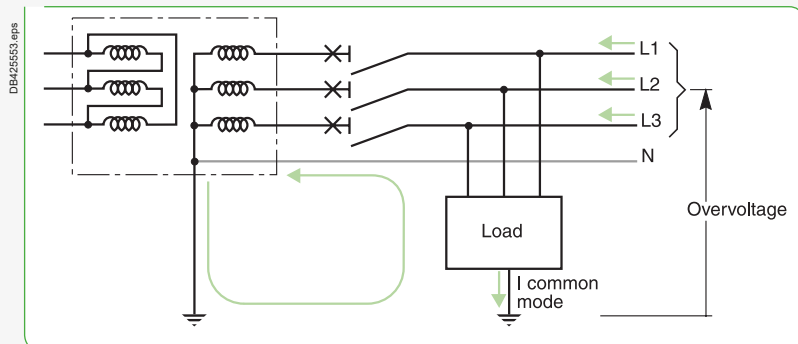 DB425553.eps
L1
L2
L3
N
Overvoltage
Load
I common
mode